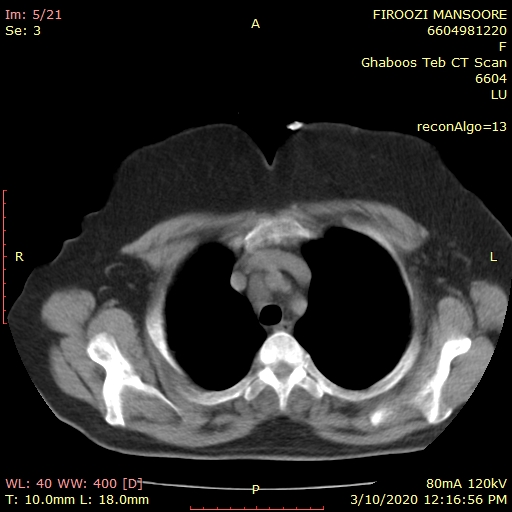 Im: 5/21
Se: 3
A
FIROOZI MANSOORE
6604981220
F
Ghaboos Teb CT Scan
6604
LU
reconAlgo=13
R
L
WL: 40 WW: 400 [D]
T: 10.0mm L: 18.0mm
P
80mA 120kV
3/10/2020 12:16:56 PM